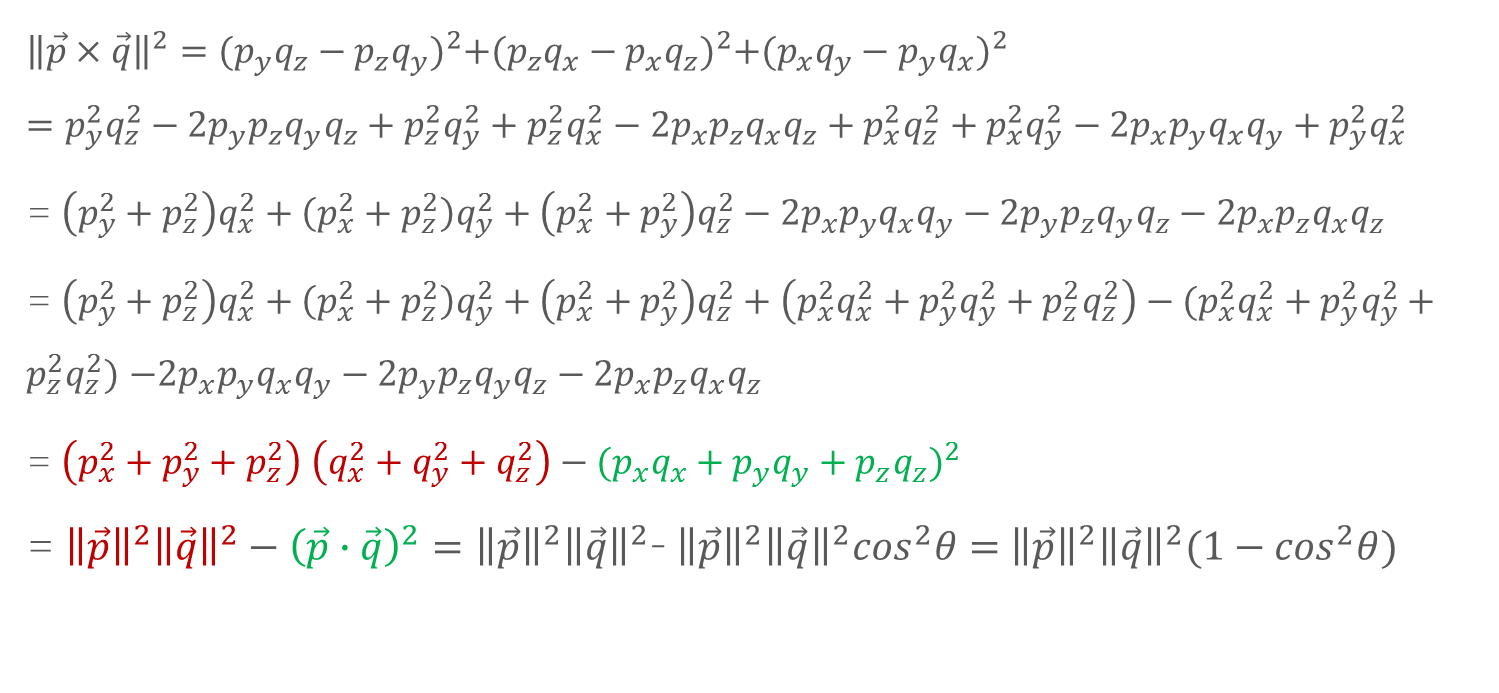 ‖p⃗ × q⃗‖² = (p_y q_z − p_z q_y)²+(p_z q_x − p_x q_z)²+(p_x q_y − p_y q_x)²
= p_y² q_z² − 2p_y p_z q_y q_z + p_z² q_y² + p_z² q_x² − 2p_x p_z q_x q_z + p_x² q_z² + p_x² q_y² − 2p_x p_y q_x q_y + p_y² q_x²
= (p_y² + p_z²)q_x² + (p_x² + p_z²)q_y² + (p_x² + p_y²)q_z² − 2p_x p_y q_x q_y − 2p_y p_z q_y q_z − 2p_x p_z q_x q_z
= (p_y² + p_z²)q_x² + (p_x² + p_z²)q_y² + (p_x² + p_y²)q_z² + (p_x² q_x² + p_y² q_y² + p_z² q_z²) − (p_x² q_x² + p_y² q_y² +
p_z² q_z²) −2p_x p_y q_x q_y − 2p_y p_z q_y q_z − 2p_x p_z q_x q_z
= (p_x² + p_y² + p_z²) (q_x² + q_y² + q_z²) − (p_x q_x + p_y q_y + p_z q_z)²
= ‖p⃗‖²‖q⃗‖² − (p⃗ · q⃗)² = ‖p⃗‖²‖q⃗‖²- ‖p⃗‖²‖q⃗‖²cos²θ = ‖p⃗‖²‖q⃗‖²(1 − cos²θ)